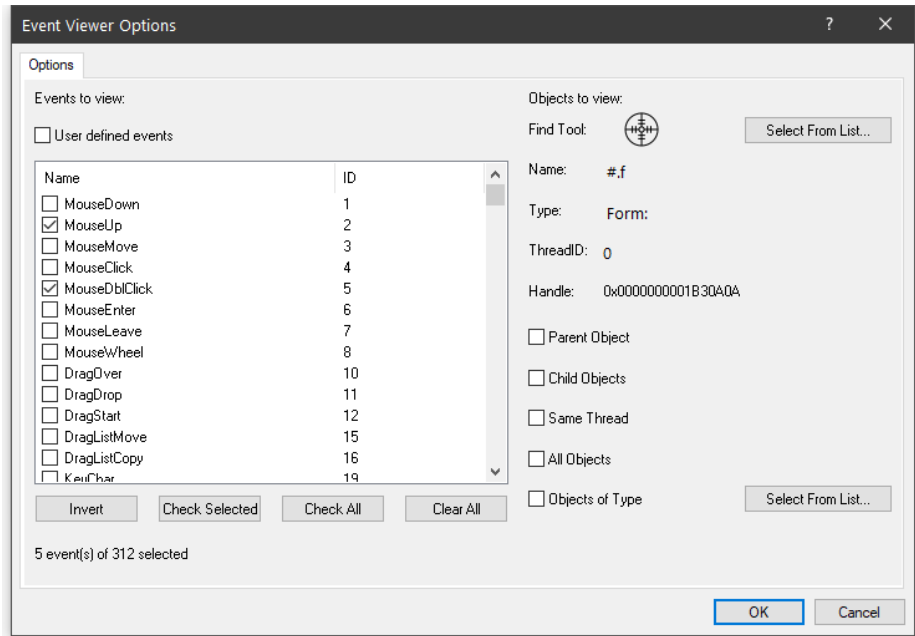 Event Viewer Options
Options
Events to view:
User defined events
Name ID
MouseDown 1
MouseUp 2
MouseMove 3
MouseClick 4
MouseDblClick 5
MouseEnter 6
MouseLeave 7
MouseWheel 8
DragOver 10
DragDrop 11
DragStart 12
DragListMove 15
DragListCopy 16
KeyChar 19
Invert Check Selected Check All Clear All
5 event(s) of 312 selected
Objects to view:
Find Tool: Select From List...
Name: #.f
Type: Form:
ThreadID: 0
Handle: 0x0000000001B30A0A
Parent Object
Child Objects
Same Thread
All Objects
Objects of Type Select From List...
OK Cancel